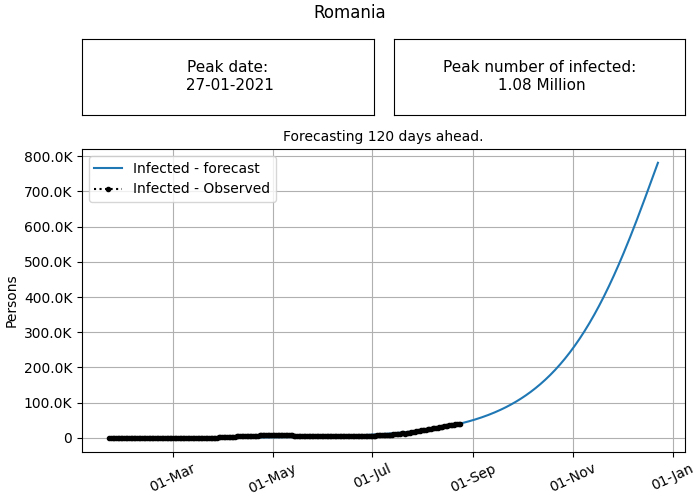 Romania
Peak date:
27-01-2021
Peak number of infected:
1.08 Million
Forecasting 120 days ahead.
800.0K
700.0K
600.0K
500.0K
400.0K
300.0K
200.0K
100.0K
0
Persons
Infected - forecast
Infected - Observed
01-Mar
01-May
01-Jul
01-Sep
01-Nov
01-Jan